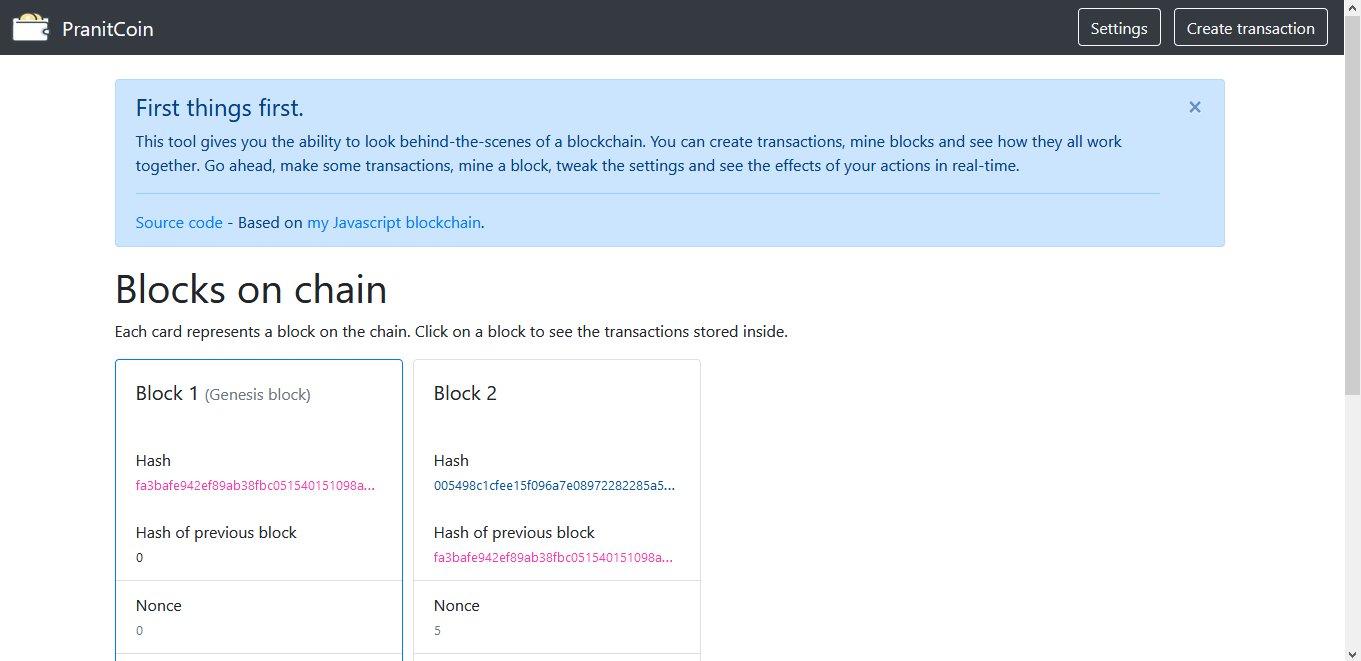 PranitCoin
Settings
Create transaction
First things first.
×
This tool gives you the ability to look behind-the-scenes of a blockchain. You can create transactions, mine blocks and see how they all work
together. Go ahead, make some transactions, mine a block, tweak the settings and see the effects of your actions in real-time.
Source code - Based on my Javascript blockchain.
Blocks on chain
Each card represents a block on the chain. Click on a block to see the transactions stored inside.
Block 1 (Genesis block)
Hash
fa3bafe942ef89ab38fbc051540151098a...
Hash of previous block
0
Nonce
0
Block 2
Hash
005498c1cfee15f096a7e08972282285a5...
Hash of previous block
fa3bafe942ef89ab38fbc051540151098a...
Nonce
5